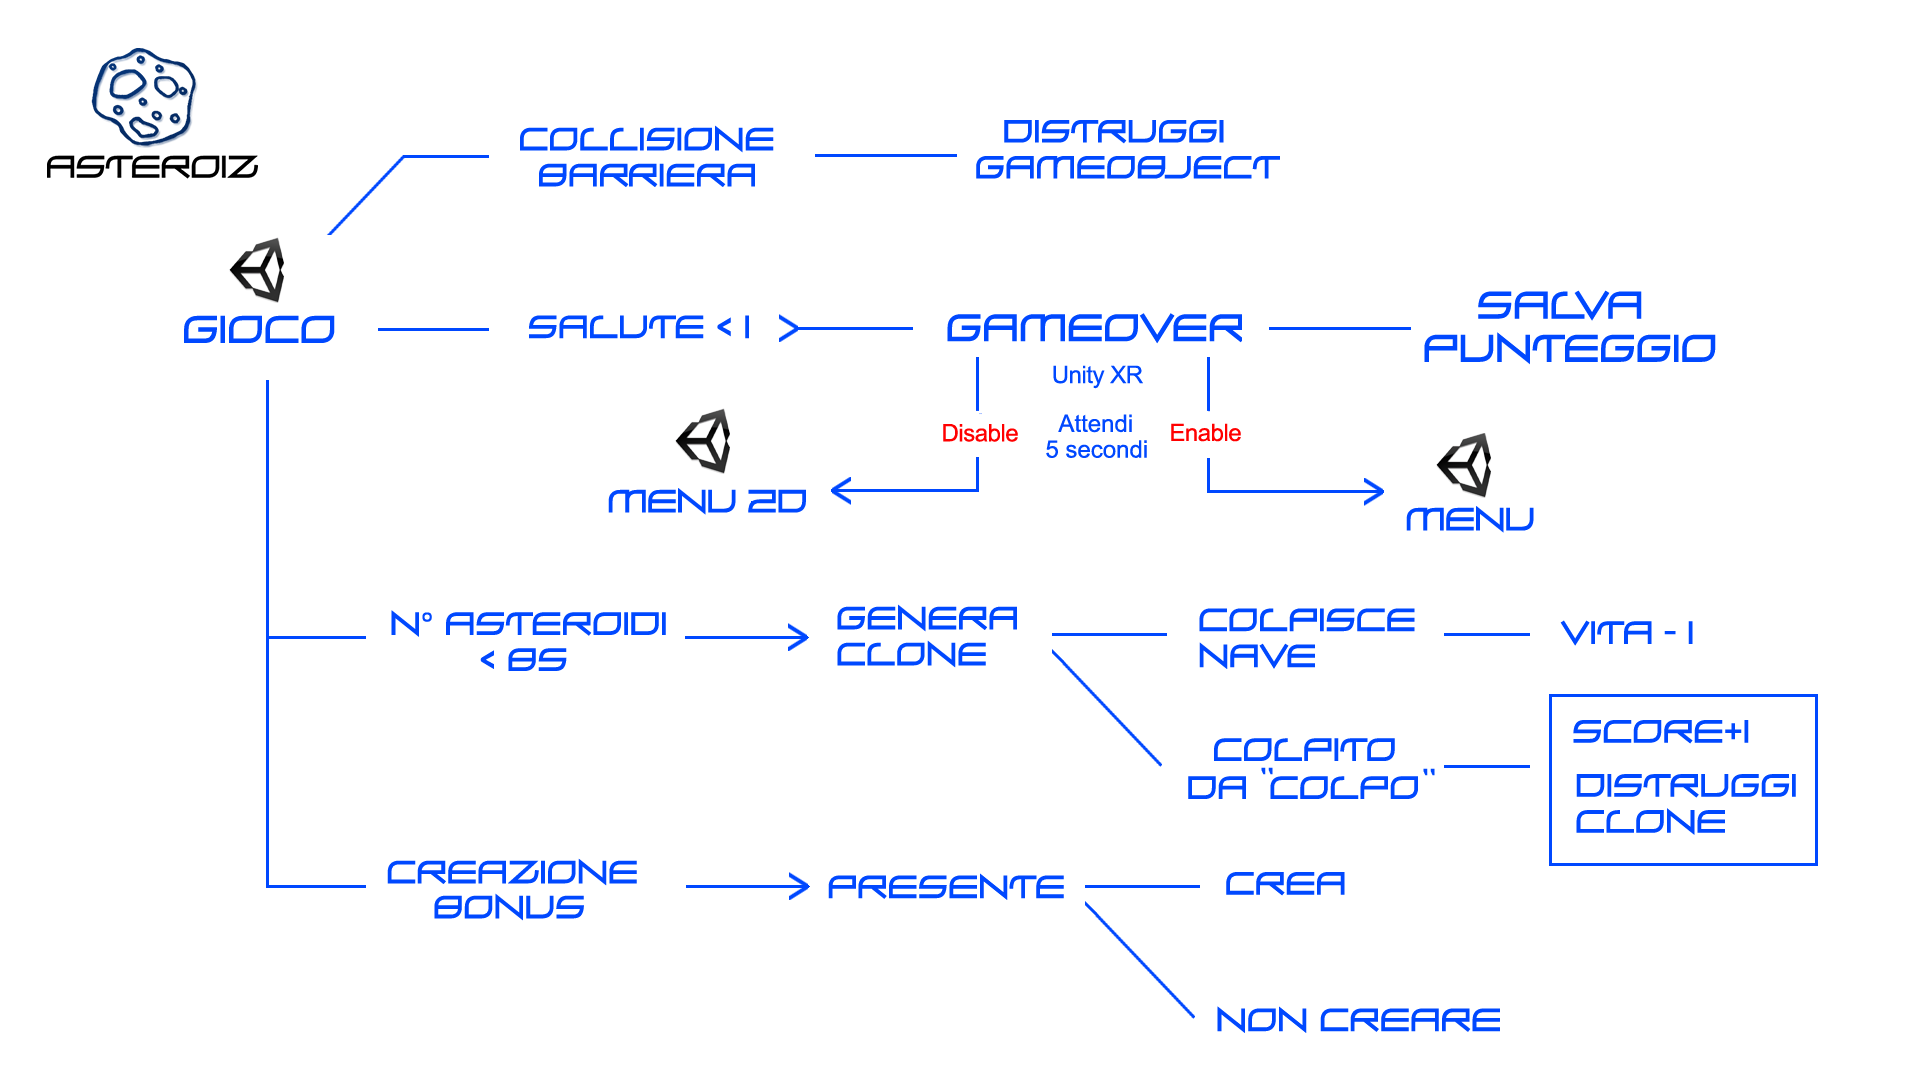 ASTEROIZ
COLLISIONE
BARRIERA
DISTRUGGI
GAMEOBJECT
GIOCO
SALUTE < 1
GAMEOVER
SALVA
PUNTEGGIO
Unity XR
Disable
Attendi
5 secondi
Enable
MENU 2D
MENU
N° ASTEROIDI
< 85
GENERA
CLONE
COLPISCE
NAVE
VITA - 1
COLPITO
DA "COLPO"
SCORE+1
DISTRUGGI
CLONE
CREAZIONE
BONUS
PRESENTE
CREA
NON CREARE